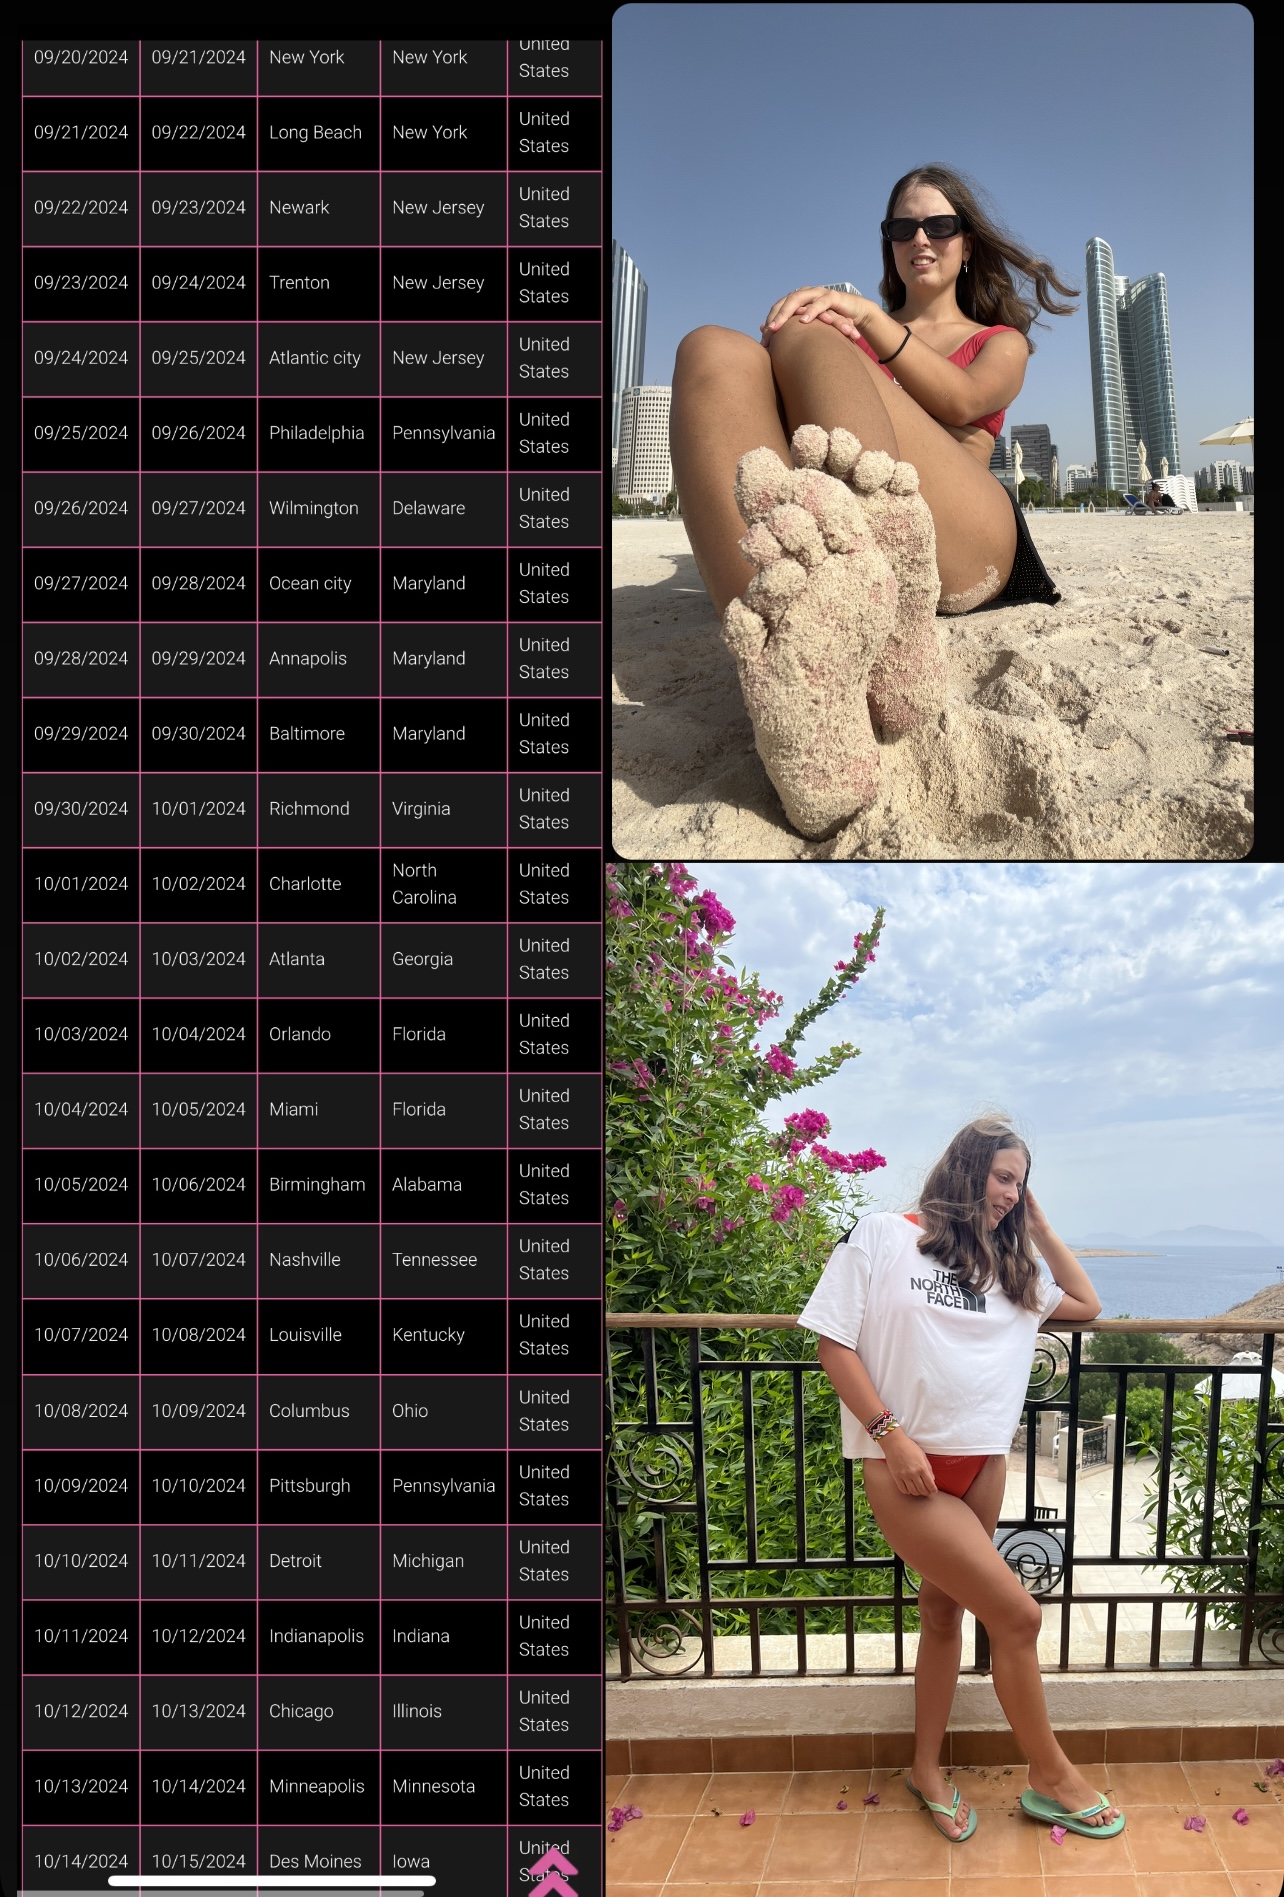 09/20/2024 09/21/2024 New York New York United States
09/21/2024 09/22/2024 Long Beach New York United States
09/22/2024 09/23/2024 Newark New Jersey United States
09/23/2024 09/24/2024 Trenton New Jersey United States
09/24/2024 09/25/2024 Atlantic city New Jersey United States
09/25/2024 09/26/2024 Philadelphia Pennsylvania United States
09/26/2024 09/27/2024 Wilmington Delaware United States
09/27/2024 09/28/2024 Ocean city Maryland United States
09/28/2024 09/29/2024 Annapolis Maryland United States
09/29/2024 09/30/2024 Baltimore Maryland United States
09/30/2024 10/01/2024 Richmond Virginia United States
10/01/2024 10/02/2024 Charlotte North Carolina United States
10/02/2024 10/03/2024 Atlanta Georgia United States
10/03/2024 10/04/2024 Orlando Florida United States
10/04/2024 10/05/2024 Miami Florida United States
10/05/2024 10/06/2024 Birmingham Alabama United States
10/06/2024 10/07/2024 Nashville Tennessee United States
10/07/2024 10/08/2024 Louisville Kentucky United States
10/08/2024 10/09/2024 Columbus Ohio United States
10/09/2024 10/10/2024 Pittsburgh Pennsylvania United States
10/10/2024 10/11/2024 Detroit Michigan United States
10/11/2024 10/12/2024 Indianapolis Indiana United States
10/12/2024 10/13/2024 Chicago Illinois United States
10/13/2024 10/14/2024 Minneapolis Minnesota United States
10/14/2024 10/15/2024 Des Moines Iowa United States
THE
NORTH
FACE